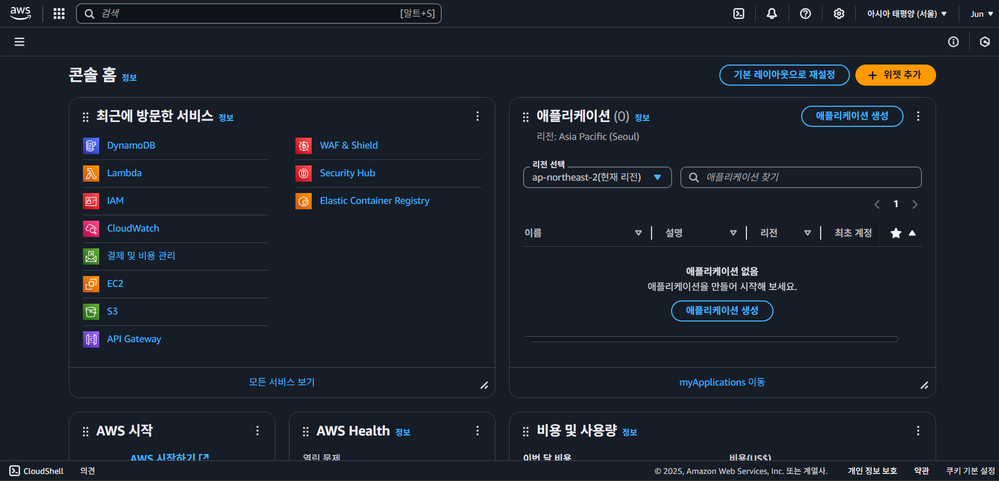 aws
검색
[알트+S]
아시아 태평양 (서울)
Jun
콘솔 홈 정보
기본 레이아웃으로 재설정
위젯 추가
최근에 방문한 서비스 정보
DynamoDB
Lambda
IAM
CloudWatch
결제 및 비용 관리
EC2
S3
API Gateway
WAF & Shield
Security Hub
Elastic Container Registry
모든 서비스 보기
애플리케이션 (0) 정보
애플리케이션 생성
리전: Asia Pacific (Seoul)
리전 선택
ap-northeast-2(현재 리전)
애플리케이션 찾기
1
이름
설명
리전
최초 계정
애플리케이션 없음
애플리케이션을 만들어 시작해 보세요.
애플리케이션 생성
myApplications 이동
AWS 시작
AWS 시작하기
AWS Health 정보
열린 문제
비용 및 사용량 정보
이번 달 비용
비용(US$)
CloudShell
의견
© 2025, Amazon Web Services, Inc. 또는 계열사.
개인 정보 보호
약관
쿠키 기본 설정